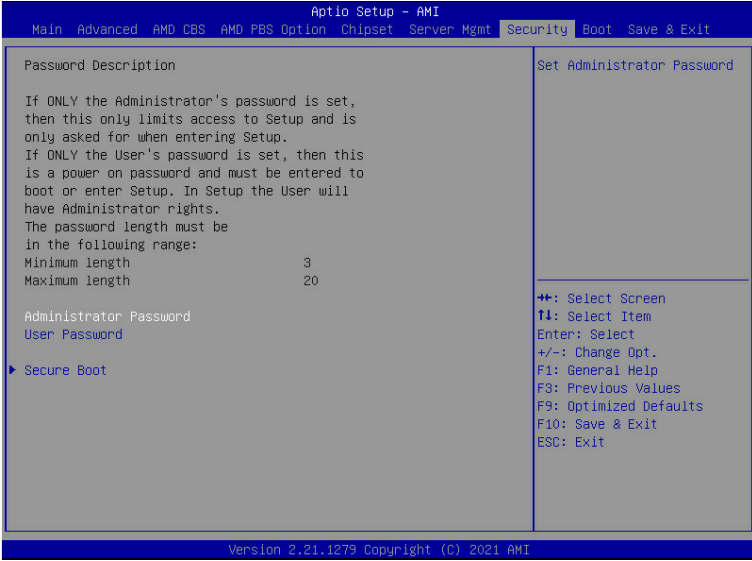 Aptio Setup – AMI
Main Advanced AMD CBS AMD PBS Option Chipset Server Mgmt Security Boot Save & Exit
Password Description
If ONLY the Administrator's password is set,
then this only limits access to Setup and is
only asked for when entering Setup.
If ONLY the User's password is set, then this
is a power on password and must be entered to
boot or enter Setup. In Setup the User will
have Administrator rights.
The password length must be
in the following range:
Minimum length 3
Maximum length 20
Administrator Password
User Password
Secure Boot
Set Administrator Password
→←: Select Screen
↑↓: Select Item
Enter: Select
+/-: Change Opt.
F1: General Help
F3: Previous Values
F9: Optimized Defaults
F10: Save & Exit
ESC: Exit
Version 2.21.1279 Copyright (C) 2021 AMI